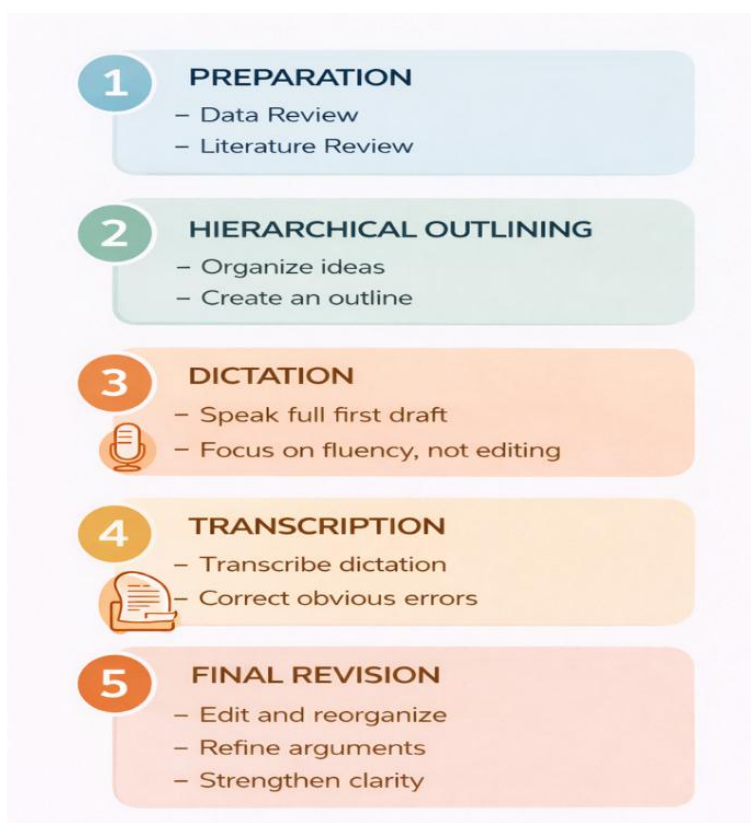 1 PREPARATION
– Data Review
– Literature Review
2 HIERARCHICAL OUTLINING
– Organize ideas
– Create an outline
3 DICTATION
– Speak full first draft
– Focus on fluency, not editing
4 TRANSCRIPTION
– Transcribe dictation
– Correct obvious errors
5 FINAL REVISION
– Edit and reorganize
– Refine arguments
– Strengthen clarity